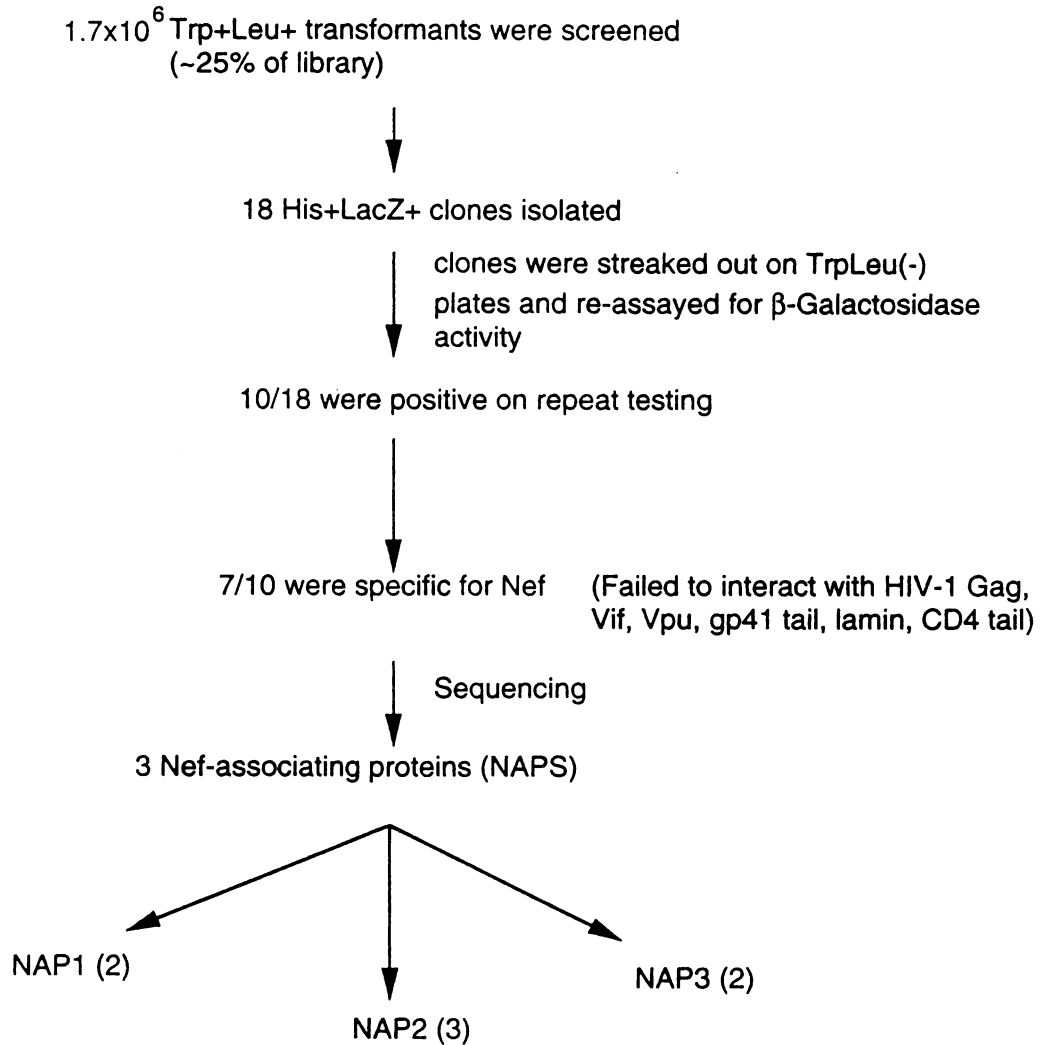 1.7x10^6 Trp+Leu+ transformants were screened
(~25% of library)
18 His+LacZ+ clones isolated
clones were streaked out on TrpLeu(-)
plates and re-assayed for β-Galactosidase
activity
10/18 were positive on repeat testing
7/10 were specific for Nef (Failed to interact with HIV-1 Gag,
Vif, Vpu, gp41 tail, lamin, CD4 tail)
Sequencing
3 Nef-associating proteins (NAPS)
NAP1 (2)
NAP3 (2)
NAP2 (3)